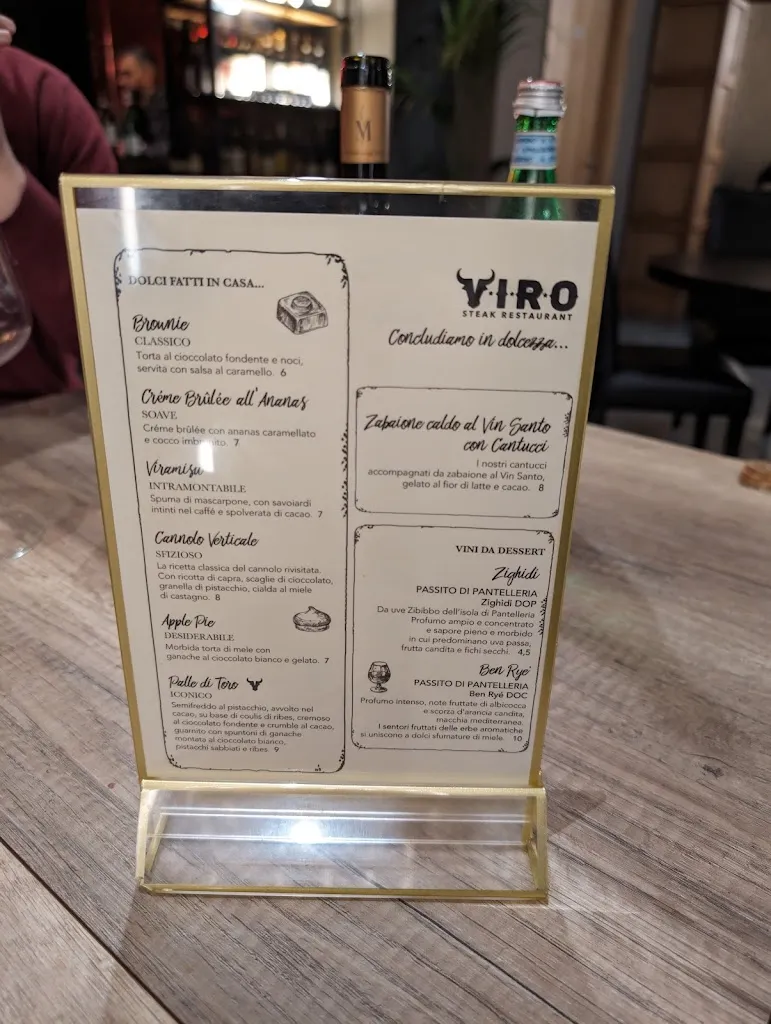 M
DOLCI FATTI IN CASA...
Brownie
CLASSICO
Torta al cioccolato fondente e noci,
servita con salsa al caramello. 6
Créme Brûlée all'Ananas
SOAVE
Créme brûlée con ananas caramellato
e cocco 7
Viramisu
INTRAMONTABILE
Spuma di mascarpone, con savoiardi
intinti nel caffè e spolverata di cacao. 7
Cannolo Verticale
SFIZIOSO
La ricetta classica del cannolo rivisitata.
Con ricotta di capra, scaglie di cioccolato,
granella di pistacchio, cialda al miele
di castagno. 8
Apple Pie
DESIDERABILE
Morbida torta di mele con
ganache al cioccolato bianco e gelato. 7
Palle di Toro
ICONICO
Semifreddo al pistacchio, avvolto nel
cacao, su base di coulis di ribes, cremoso
al cioccolato fondente e crumble al cacao,
guarnito con spuntoni di ganache
montata al cioccolato bianco,
pistacchi sabbiati e ribes. 9
V·I·R·O
STEAK RESTAURANT
Concludiamo in dolcezza...
Zabaione caldo al Vin Santo
con Cantucci
I nostri cantucci
accompagnati da zabaione al Vin Santo,
gelato al fior di latte e cacao. 8
VINI DA DESSERT
Zighidì
PASSITO DI PANTELLERIA
Zighidì DOP
Da uve Zibibbo dell'isola di Pantelleria
Profumo ampio e concentrato
e sapore pieno e morbido
in cui predominano uva passa,
frutta candita e fichi secchi. 4,5
Ben Ryé
PASSITO DI PANTELLERIA
Ben Ryé DOC
Profumo intenso, note fruttate di albicocca
e scorza d'arancia candita,
macchia mediterranea.
I sentori fruttati delle erbe aromatiche
si uniscono a dolci sfumature di miele. 10